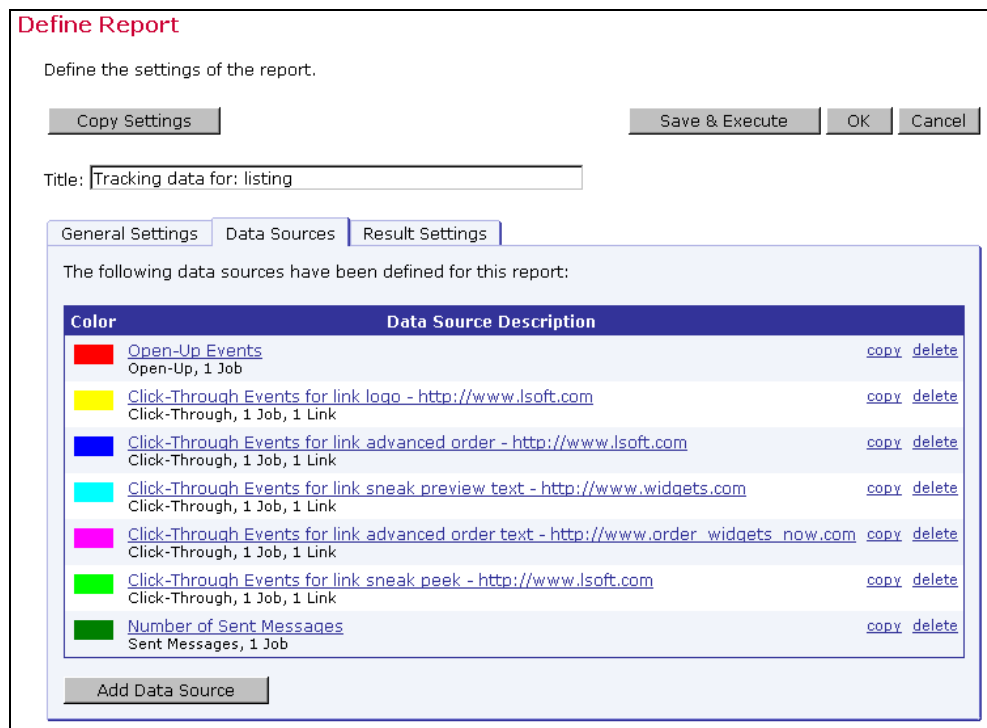 Define Report
Define the settings of the report.
Copy Settings Save & Execute OK Cancel
Title: Tracking data for: listing
General Settings Data Sources Result Settings
The following data sources have been defined for this report:
Color Data Source Description
Open-Up Events copy delete
Open-Up, 1 Job
Click-Through Events for link logo - http://www.lsoft.com copy delete
Click-Through, 1 Job, 1 Link
Click-Through Events for link advanced order - http://www.lsoft.com copy delete
Click-Through, 1 Job, 1 Link
Click-Through Events for link sneak preview text - http://www.widgets.com copy delete
Click-Through, 1 Job, 1 Link
Click-Through Events for link advanced order text - http://www.order_widgets_now.com copy delete
Click-Through, 1 Job, 1 Link
Click-Through Events for link sneak peek - http://www.lsoft.com copy delete
Click-Through, 1 Job, 1 Link
Number of Sent Messages copy delete
Sent Messages, 1 Job
Add Data Source